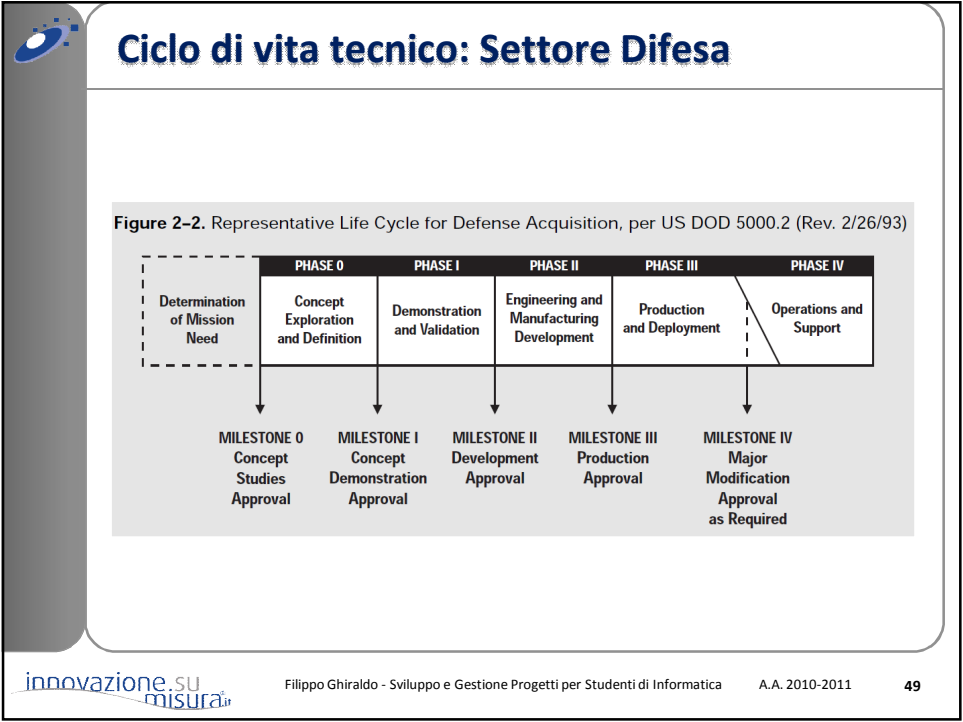 Ciclo di vita tecnico: Settore Difesa
Figure 2–2. Representative Life Cycle for Defense Acquisition, per US DOD 5000.2 (Rev. 2/26/93)
PHASE 0
PHASE I
PHASE II
PHASE III
PHASE IV
Determination
of Mission
Need
Concept
Exploration
and Definition
Demonstration
and Validation
Engineering and
Manufacturing
Development
Production
and Deployment
Operations and
Support
MILESTONE 0
Concept
Studies
Approval
MILESTONE I
Concept
Demonstration
Approval
MILESTONE II
Development
Approval
MILESTONE III
Production
Approval
MILESTONE IV
Major
Modification
Approval
as Required
innovazione.su
misura.it
Filippo Ghiraldo - Sviluppo e Gestione Progetti per Studenti di Informatica
A.A. 2010-2011
49